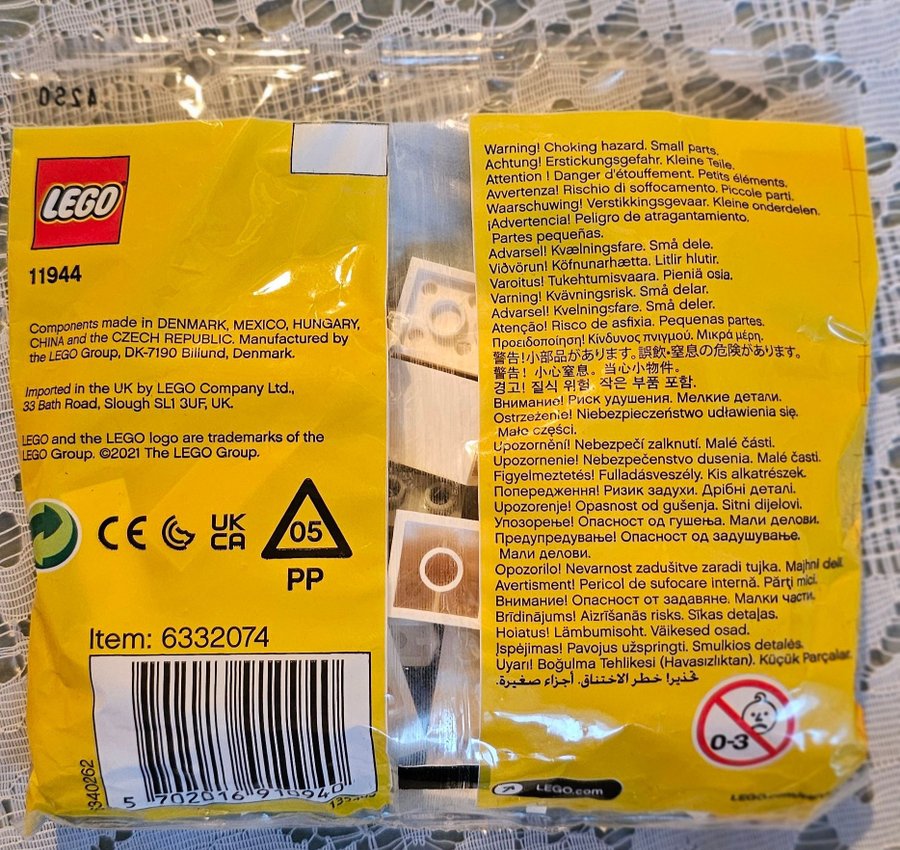 LEGO
11944
Components made in DENMARK, MEXICO, HUNGARY,
CHINA and the CZECH REPUBLIC. Manufactured by
the LEGO Group, DK-7190 Billund, Denmark.
Imported in the UK by LEGO Company Ltd.,
33 Bath Road, Slough SL1 3UF, UK.
LEGO and the LEGO logo are trademarks of the
LEGO Group. ©2021 The LEGO Group.
CE
UK
CA
05
PP
Item: 6332074
5 702016 910940
Warning! Choking hazard. Small parts.
Achtung! Erstickungsgefahr. Kleine Teile.
Attention ! Danger d'étouffement. Petits éléments.
Avvertenza! Rischio di soffocamento. Piccole parti.
Waarschuwing! Verstikkingsgevaar. Kleine onderdelen.
¡Advertencia! Peligro de atragantamiento.
Partes pequeñas.
Advarsel! Kvælningsfare. Små dele.
Viðvörun! Köfnunarhætta. Litlir hlutir.
Varoitus! Tukehtumisvaara. Pieniä osia.
Varning! Kvävningsrisk. Små delar.
Advarsel! Kvelningsfare. Små deler.
Atenção! Risco de asfixia. Pequenas partes.
Προειδοποίηση! Κίνδυνος πνιγμού. Μικρά μέρη.
警告!小部品があります。誤飲・窒息の危険があります。
警告! 小心窒息。当心小物件。
경고! 질식 위험. 작은 부품 포함.
Внимание! Риск удушения. Мелкие детали.
Ostrzeżenie! Niebezpieczeństwo udławienia się.
Małe części.
Upozornění! Nebezpečí zalknutí. Malé části.
Upozornenie! Nebezpečenstvo dusenia. Malé časti.
Figyelmeztetés! Fulladásveszély. Kis alkatrészek.
Попередження! Ризик задухи. Дрібні деталі.
Upozorenje! Opasnost od gušenja. Sitni dijelovi.
Упозорење! Опасност од гушења. Мали делови.
Предупредување! Опасност од задушување.
Мали делови.
Opozorilo! Nevarnost zadušitve zaradi tujka. Majhni deli.
Avertisment! Pericol de sufocare internă. Părţi mici.
Внимание! Опасност от задавяне. Малки части.
Brīdinājums! Aizrīšanās risks. Sīkas detaļas.
Hoiatus! Lämbumisoht. Väikesed osad.
Įspėjimas! Pavojus užspringti. Smulkios detalės.
Uyarı! Boğulma Tehlikesi (Havasızlıktan). Küçük Parçalar.
تحذير! خطر الاختناق. أجزاء صغيرة.
0-3
LEGO.com